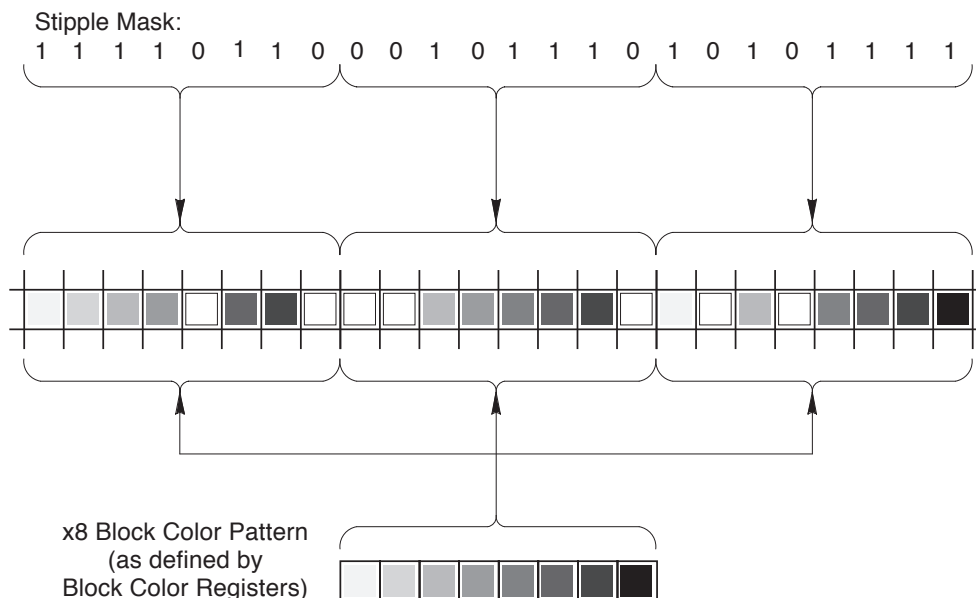 Stipple Mask:
1 1 1 1 0 1 1 0 0 0 1 0 1 1 1 0 1 0 1 0 1 1 1 1
x8 Block Color Pattern
(as defined by
Block Color Registers)